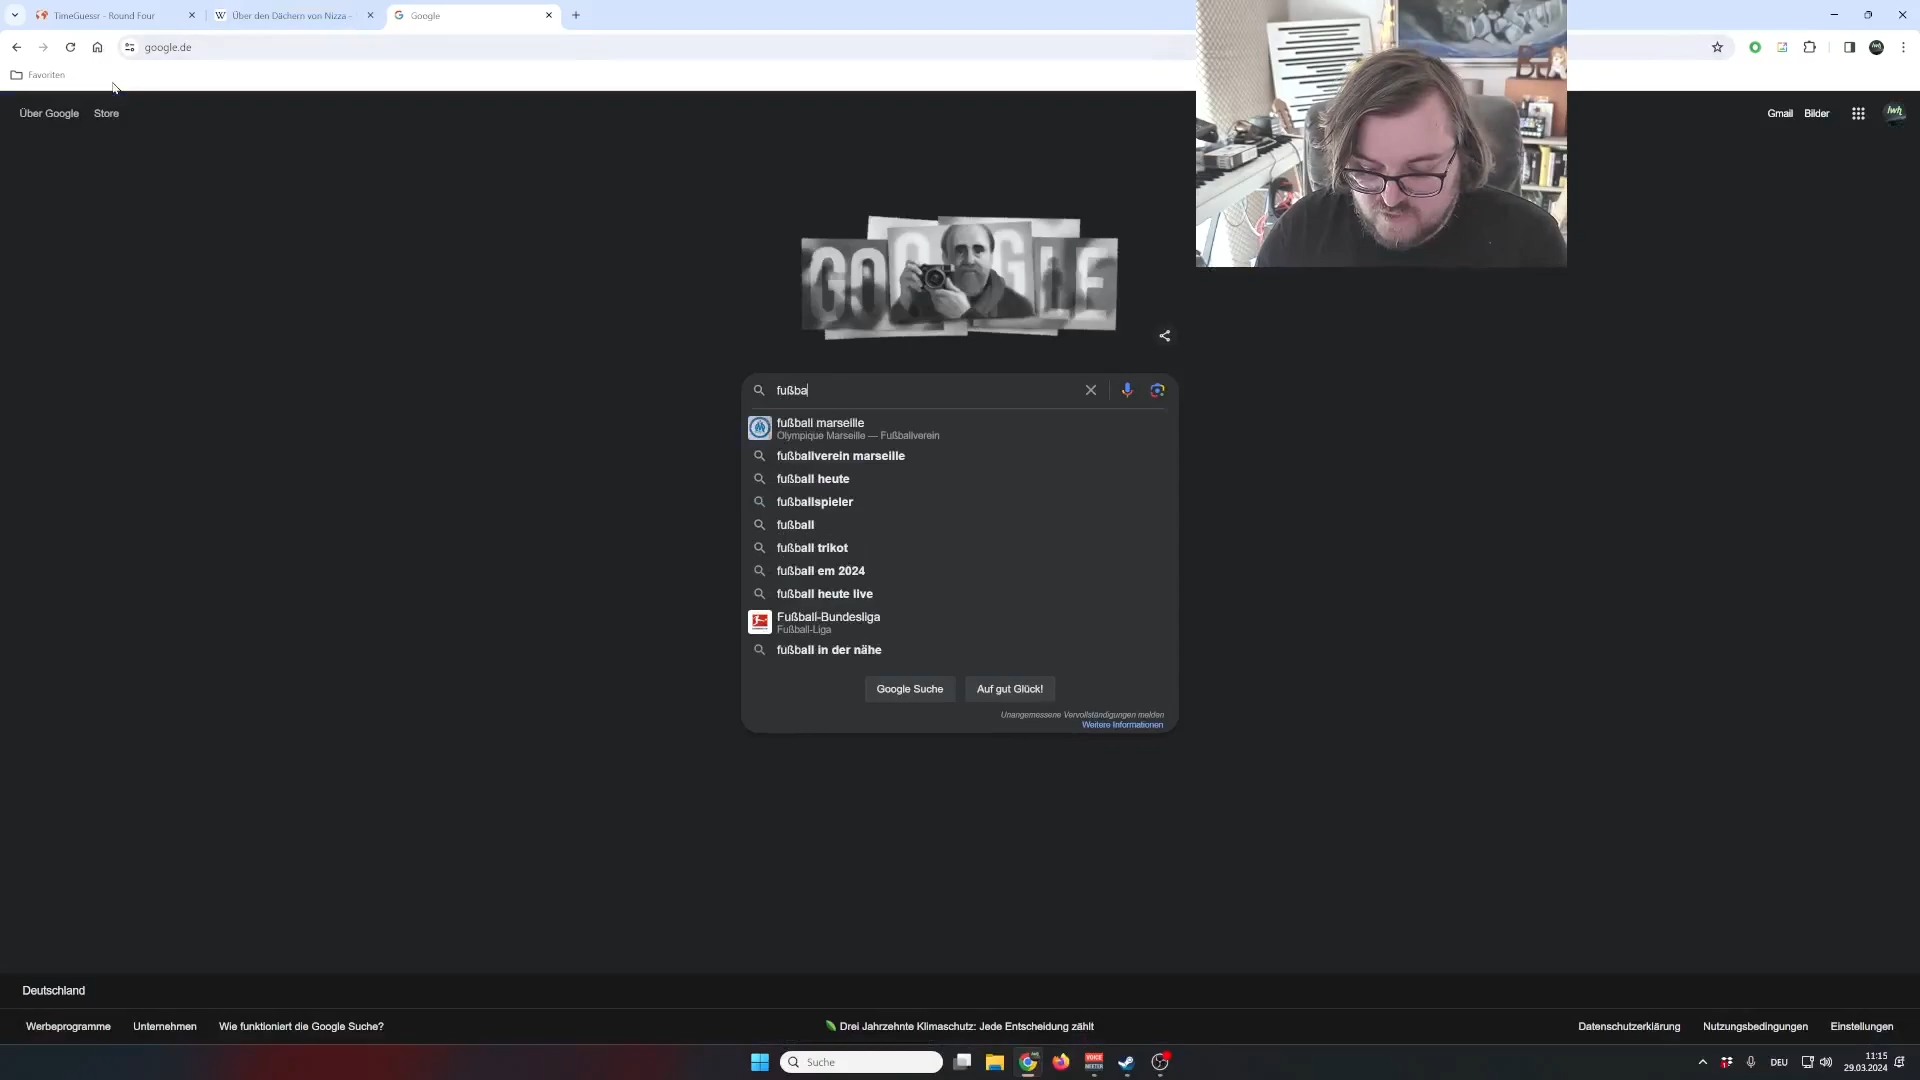 TimeGuessr - Round Four
Über den Dächern von Nizza -
Google
google.de
Favoriten
Über Google
Store
Gmail
Bilder
GOOGLE
fußba
fußball marseille
Olympique Marseille — Fußballverein
fußballverein marseille
fußball heute
fußballspieler
fußball
fußball trikot
fußball em 2024
fußball heute live
Fußball-Bundesliga
Fußball-Liga
fußball in der nähe
Google Suche
Auf gut Glück!
Unangemessene Vervollständigungen melden
Weitere Informationen
Deutschland
Werbeprogramme
Unternehmen
Wie funktioniert die Google Suche?
Drei Jahrzehnte Klimaschutz: Jede Entscheidung zählt
Datenschutzerklärung
Nutzungsbedingungen
Einstellungen
Suche
VOICE
MEETER
DEU
11:15
29.03.2024